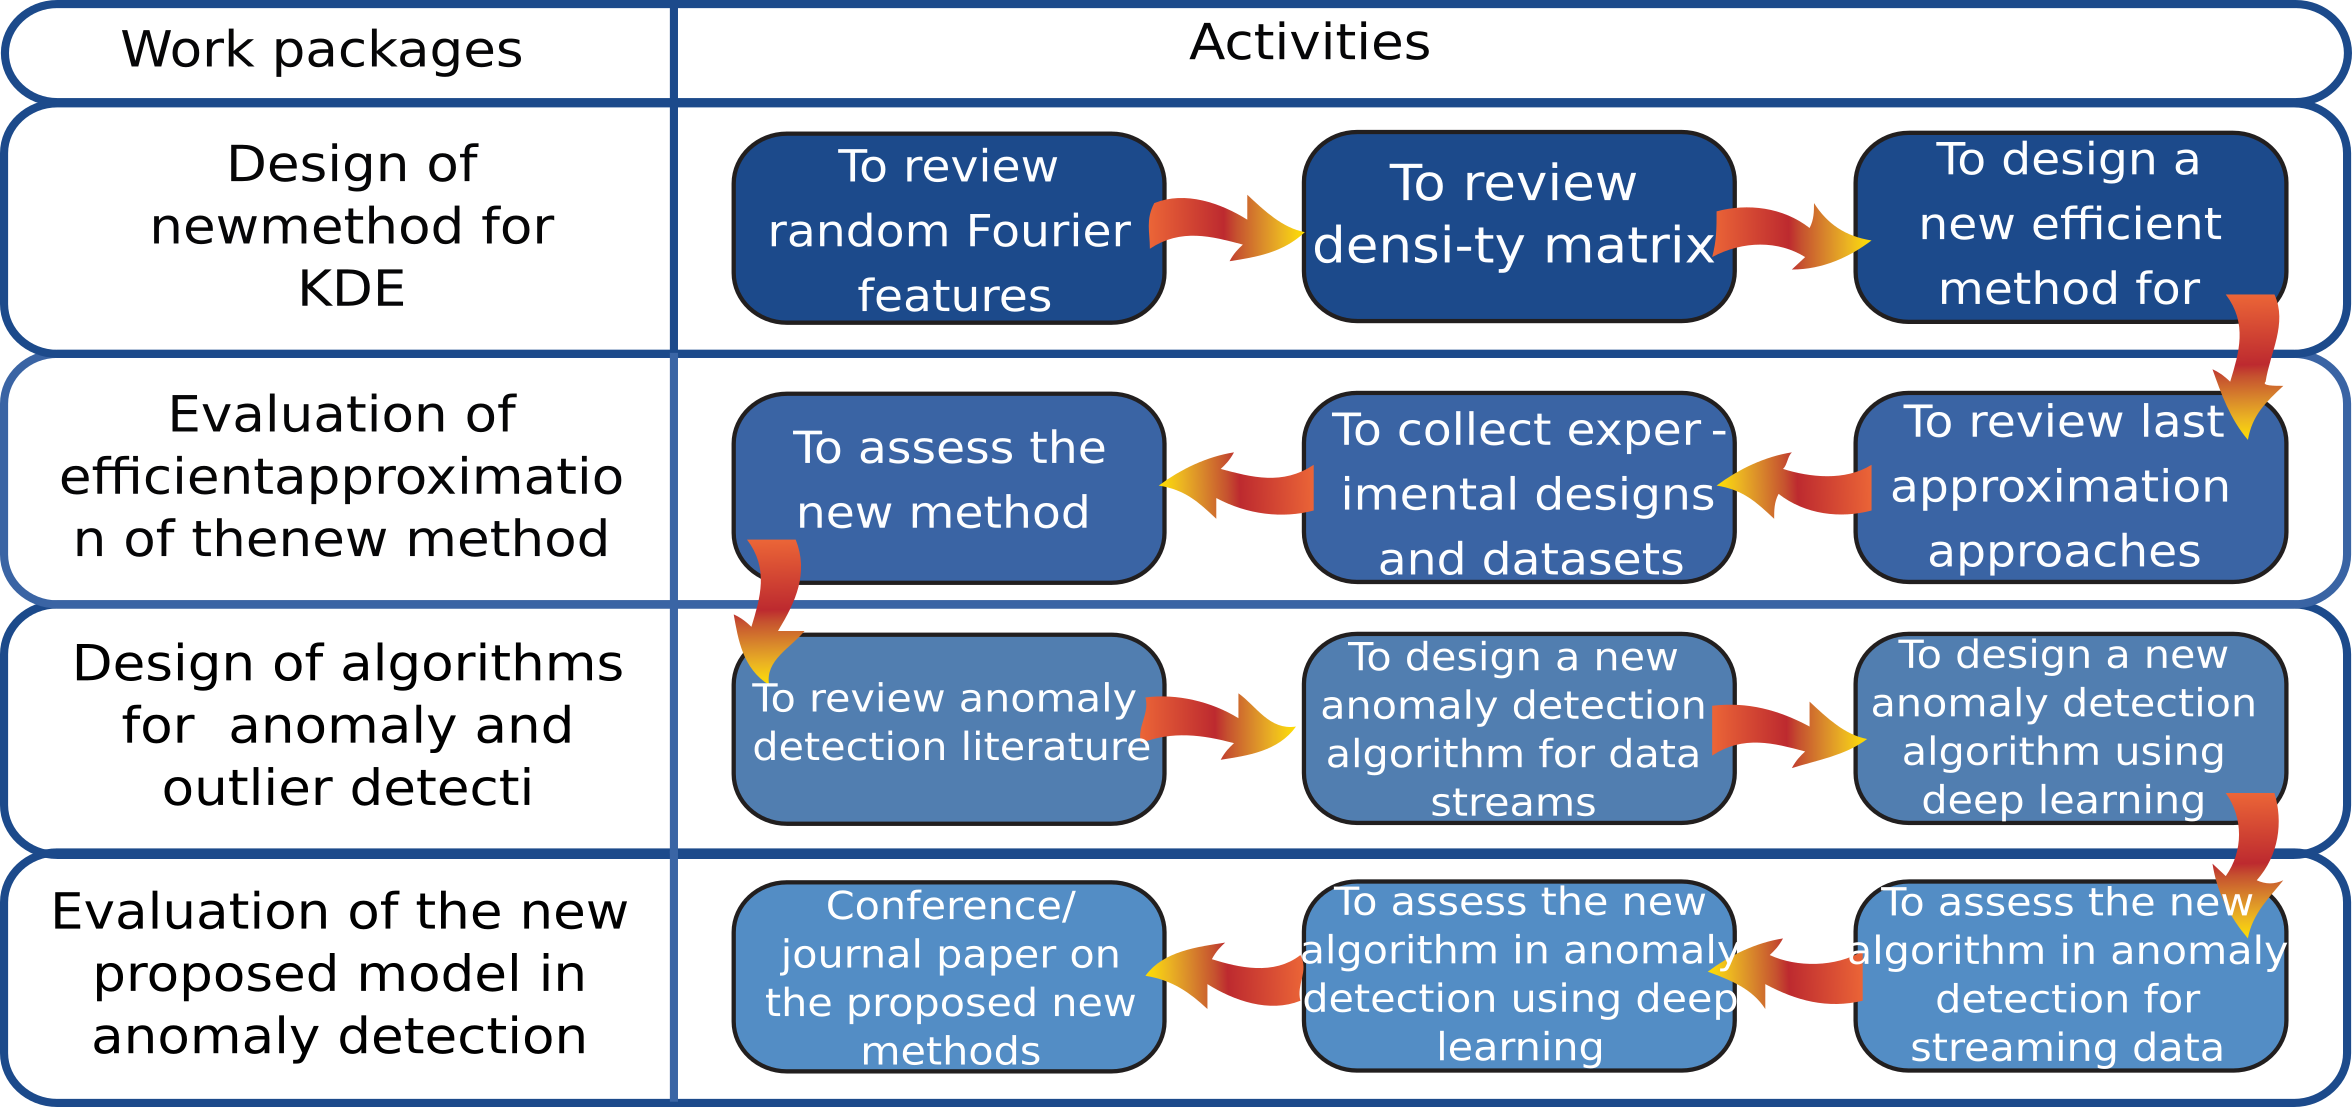 Work packages
Activities
Design of
newmethod for
KDE
To review
random Fourier
features
To review
densi-ty matrix
To design a
new efficient
method for
Evaluation of
efficientapproximatio
n of thenew method
To assess the
new method
To collect exper -
imental designs
and datasets
To review last
approximation
approaches
Design of algorithms
for  anomaly and
outlier detecti
To review anomaly
detection literature
To design a new
anomaly detection
algorithm for data
streams
To design a new
anomaly detection
algorithm using
deep learning
Evaluation of the new
proposed model in
anomaly detection
Conference/
journal paper on
the proposed new
methods
To assess the new
algorithm in anomaly
detection using deep
learning
To assess the new
algorithm in anomaly
detection for
streaming data